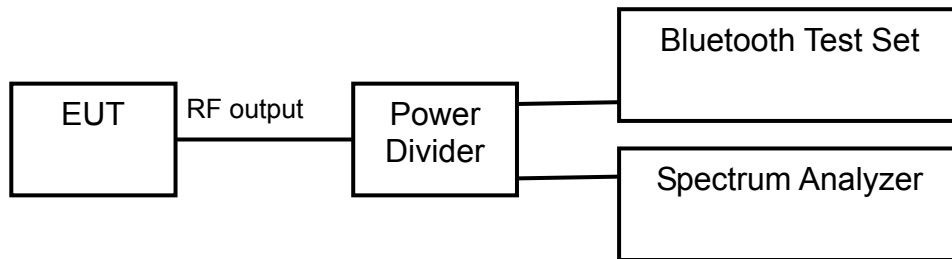 EUT
RF output
Power
Divider
Bluetooth Test Set
Spectrum Analyzer